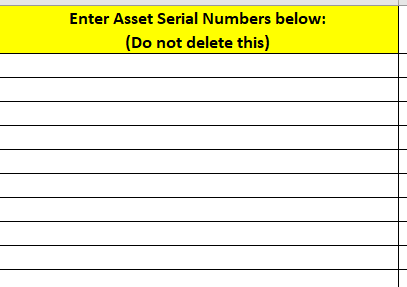 Enter Asset Serial Numbers below:
(Do not delete this)